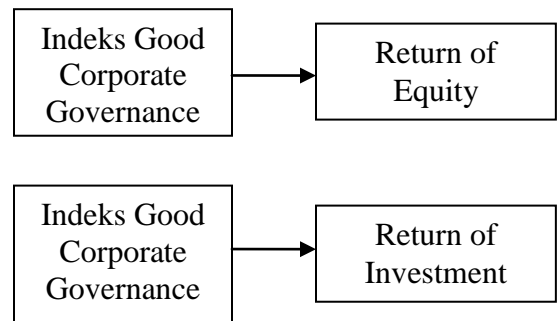 Indeks Good
Corporate
Governance
Return of
Equity
Indeks Good
Corporate
Governance
Return of
Investment